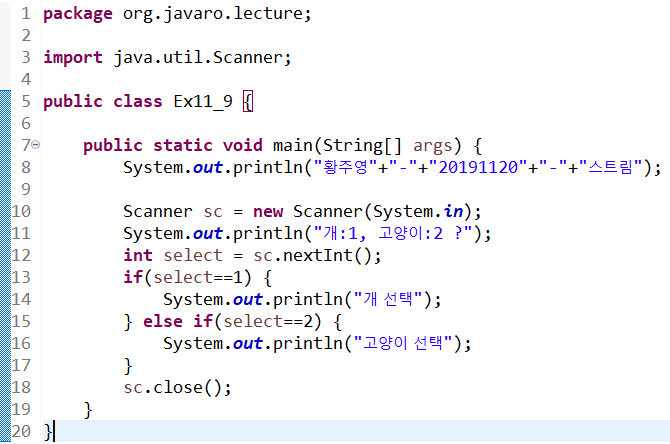 1 package org.javaro.lecture;
2
3 import java.util.Scanner;
4
5 public class Ex11_9 {
6
7 public static void main(String[] args) {
8 System.out.println("황주영"+"-"+"20191120"+"-"+"스트림");
9
10 Scanner sc = new Scanner(System.in);
11 System.out.println("개:1, 고양이:2 ?");
12 int select = sc.nextInt();
13 if(select==1) {
14 System.out.println("개 선택");
15 } else if(select==2) {
16 System.out.println("고양이 선택");
17 }
18 sc.close();
19 }
20 }